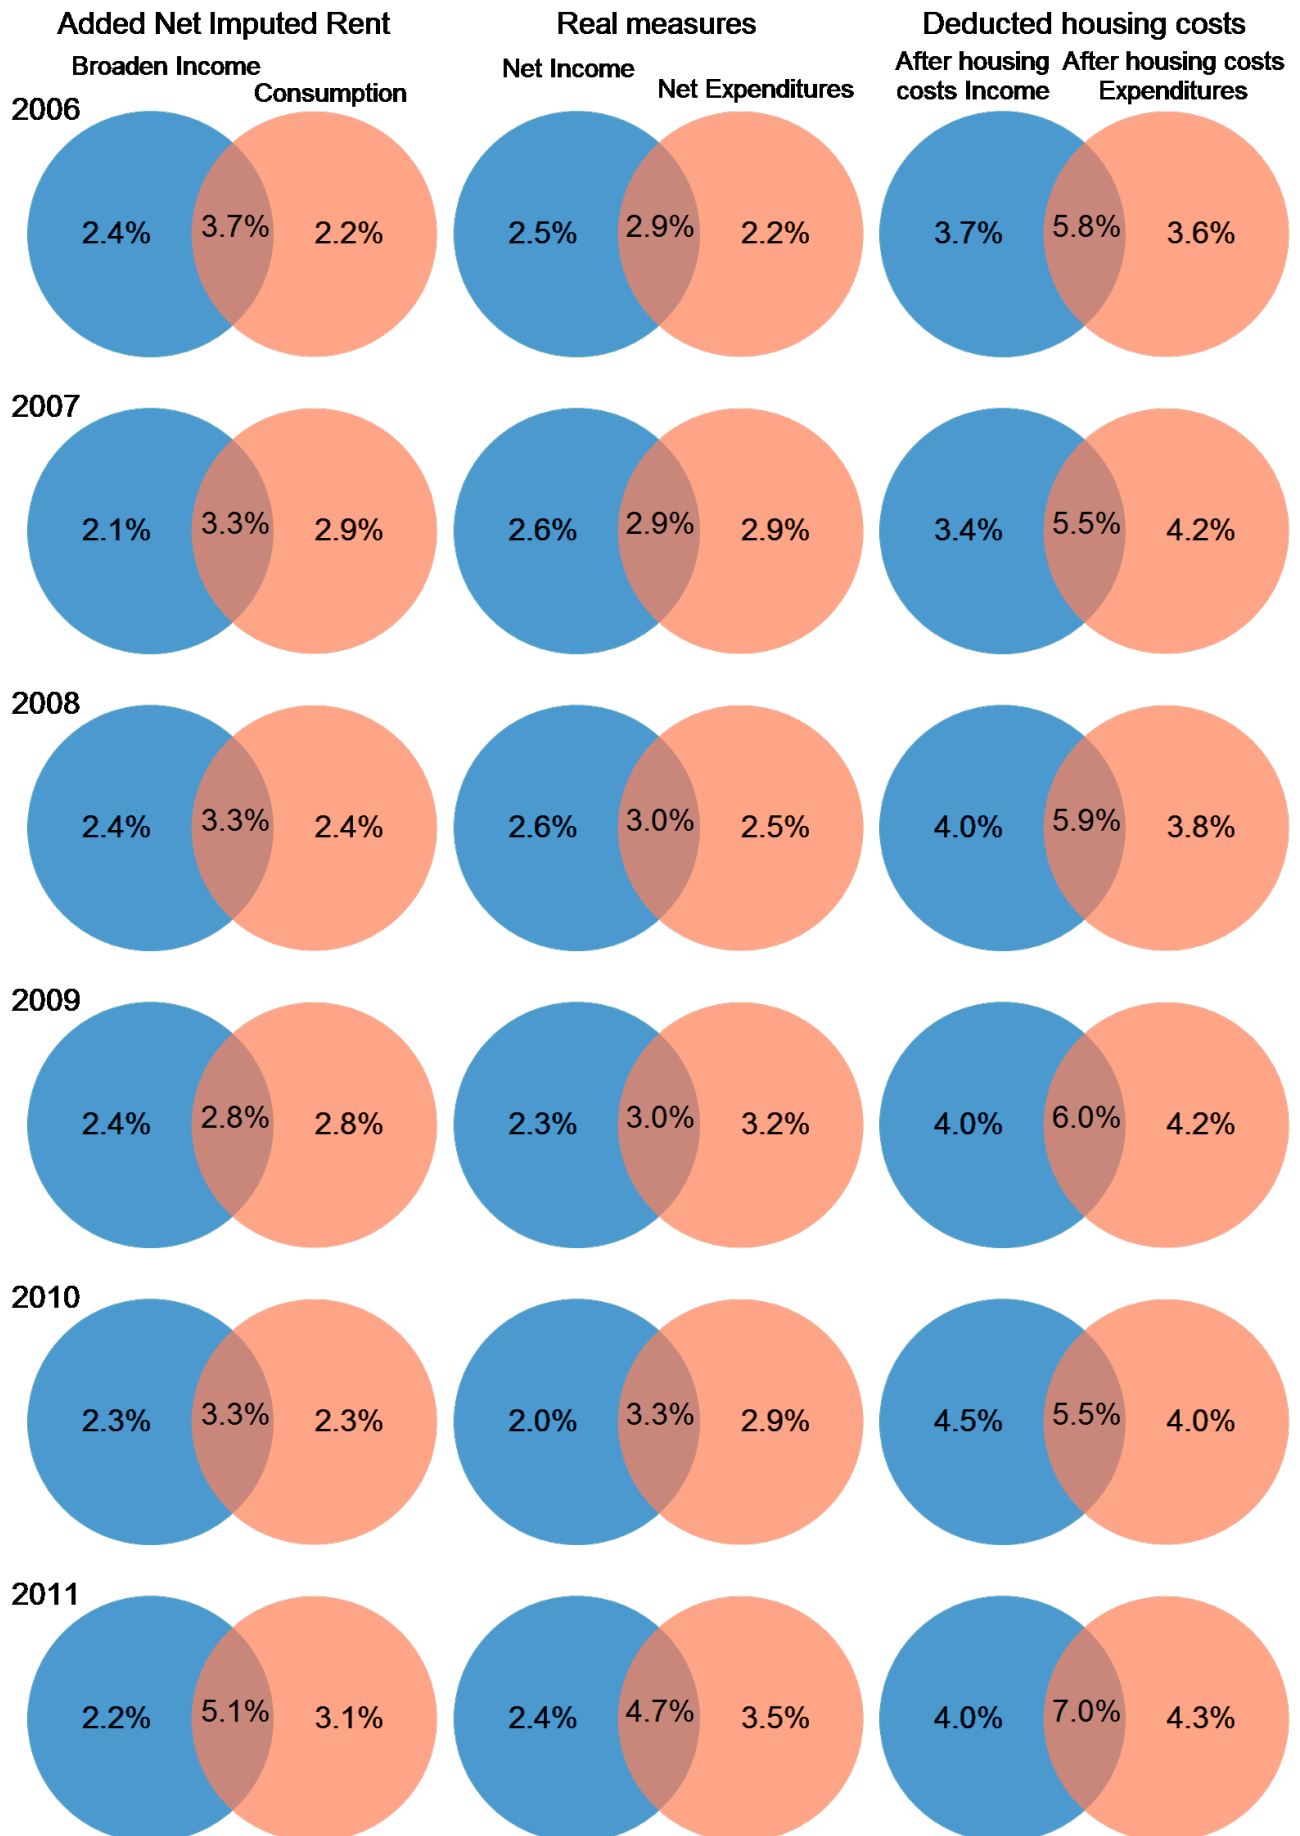 Added Net Imputed Rent
Real measures
Deducted housing costs
Broaden Income
Consumption
Net Income
Net Expenditures
After housing
costs Income
After housing costs
Expenditures
2006
2.4% 3.7% 2.2% 2.5% 2.9% 2.2% 3.7% 5.8% 3.6%
2007
2.1% 3.3% 2.9% 2.6% 2.9% 2.9% 3.4% 5.5% 4.2%
2008
2.4% 3.3% 2.4% 2.6% 3.0% 2.5% 4.0% 5.9% 3.8%
2009
2.4% 2.8% 2.8% 2.3% 3.0% 3.2% 4.0% 6.0% 4.2%
2010
2.3% 3.3% 2.3% 2.0% 3.3% 2.9% 4.5% 5.5% 4.0%
2011
2.2% 5.1% 3.1% 2.4% 4.7% 3.5% 4.0% 7.0% 4.3%